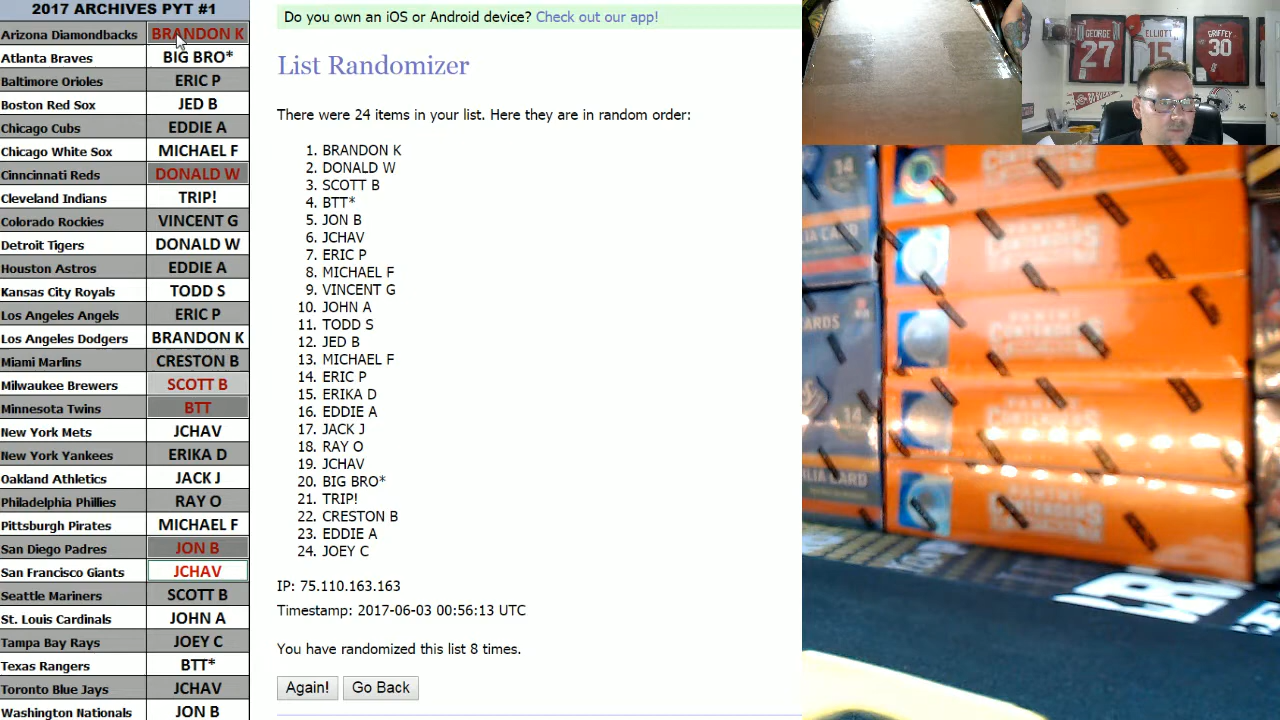 2017 ARCHIVES PYT #1
Arizona Diamondbacks BRANDON K
Atlanta Braves BIG BRO*
Baltimore Orioles ERIC P
Boston Red Sox JED B
Chicago Cubs EDDIE A
Chicago White Sox MICHAEL F
Cinncinnati Reds DONALD W
Cleveland Indians TRIP!
Colorado Rockies VINCENT G
Detroit Tigers DONALD W
Houston Astros EDDIE A
Kansas City Royals TODD S
Los Angeles Angels ERIC P
Los Angeles Dodgers BRANDON K
Miami Marlins CRESTON B
Milwaukee Brewers SCOTT B
Minnesota Twins BTT
New York Mets JCHAV
New York Yankees ERIKA D
Oakland Athletics JACK J
Philadelphia Phillies RAY O
Pittsburgh Pirates MICHAEL F
San Diego Padres JON B
San Francisco Giants JCHAV
Seattle Mariners SCOTT B
St. Louis Cardinals JOHN A
Tampa Bay Rays JOEY C
Texas Rangers BTT*
Toronto Blue Jays JCHAV
Washington Nationals JON B
Do you own an iOS or Android device? Check out our app!
List Randomizer
There were 24 items in your list. Here they are in random order:
1. BRANDON K
2. DONALD W
3. SCOTT B
4. BTT*
5. JON B
6. JCHAV
7. ERIC P
8. MICHAEL F
9. VINCENT G
10. JOHN A
11. TODD S
12. JED B
13. MICHAEL F
14. ERIC P
15. ERIKA D
16. EDDIE A
17. JACK J
18. RAY O
19. JCHAV
20. BIG BRO*
21. TRIP!
22. CRESTON B
23. EDDIE A
24. JOEY C
IP: 75.110.163.163
Timestamp: 2017-06-03 00:56:13 UTC
You have randomized this list 8 times.
Again! Go Back
GEORGE
27
ELLIOTT
15
GRIFFEY
30
14
14
PANINI
CONTENDERS